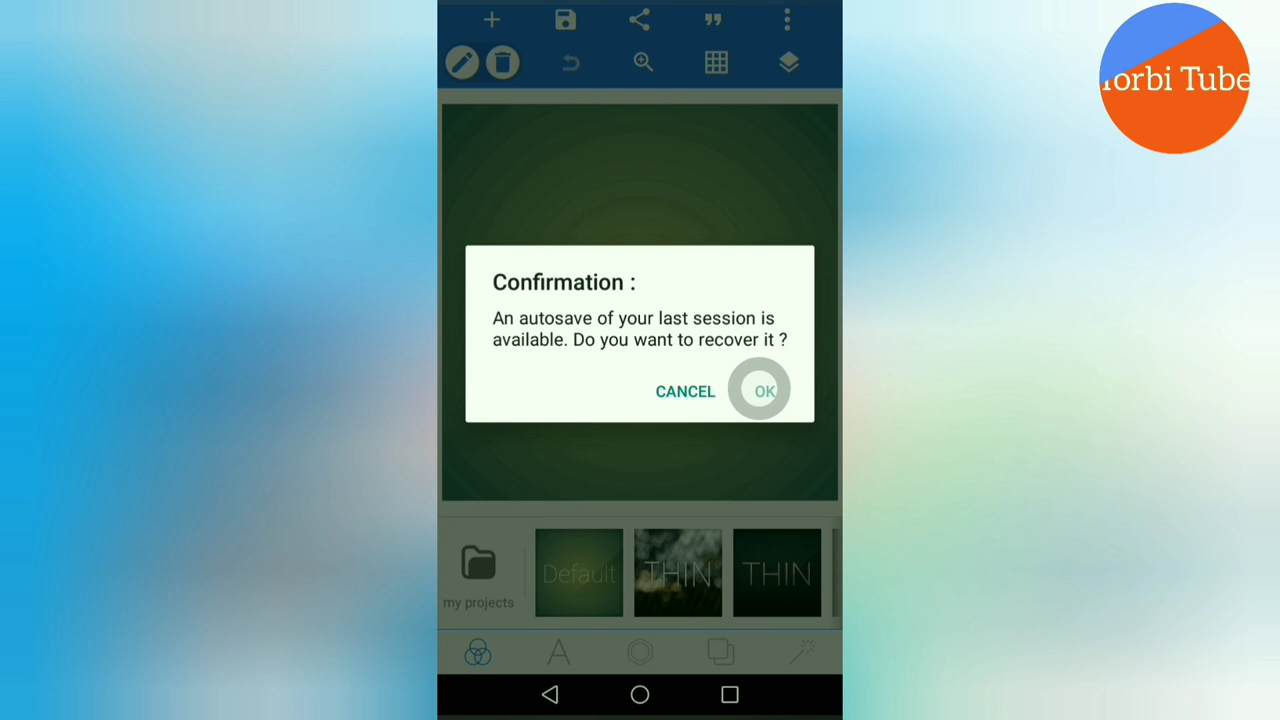 orbi Tube
Confirmation :
An autosave of your last session is
available. Do you want to recover it ?
CANCEL
OK
my projects
Default
THIN
THIN
A